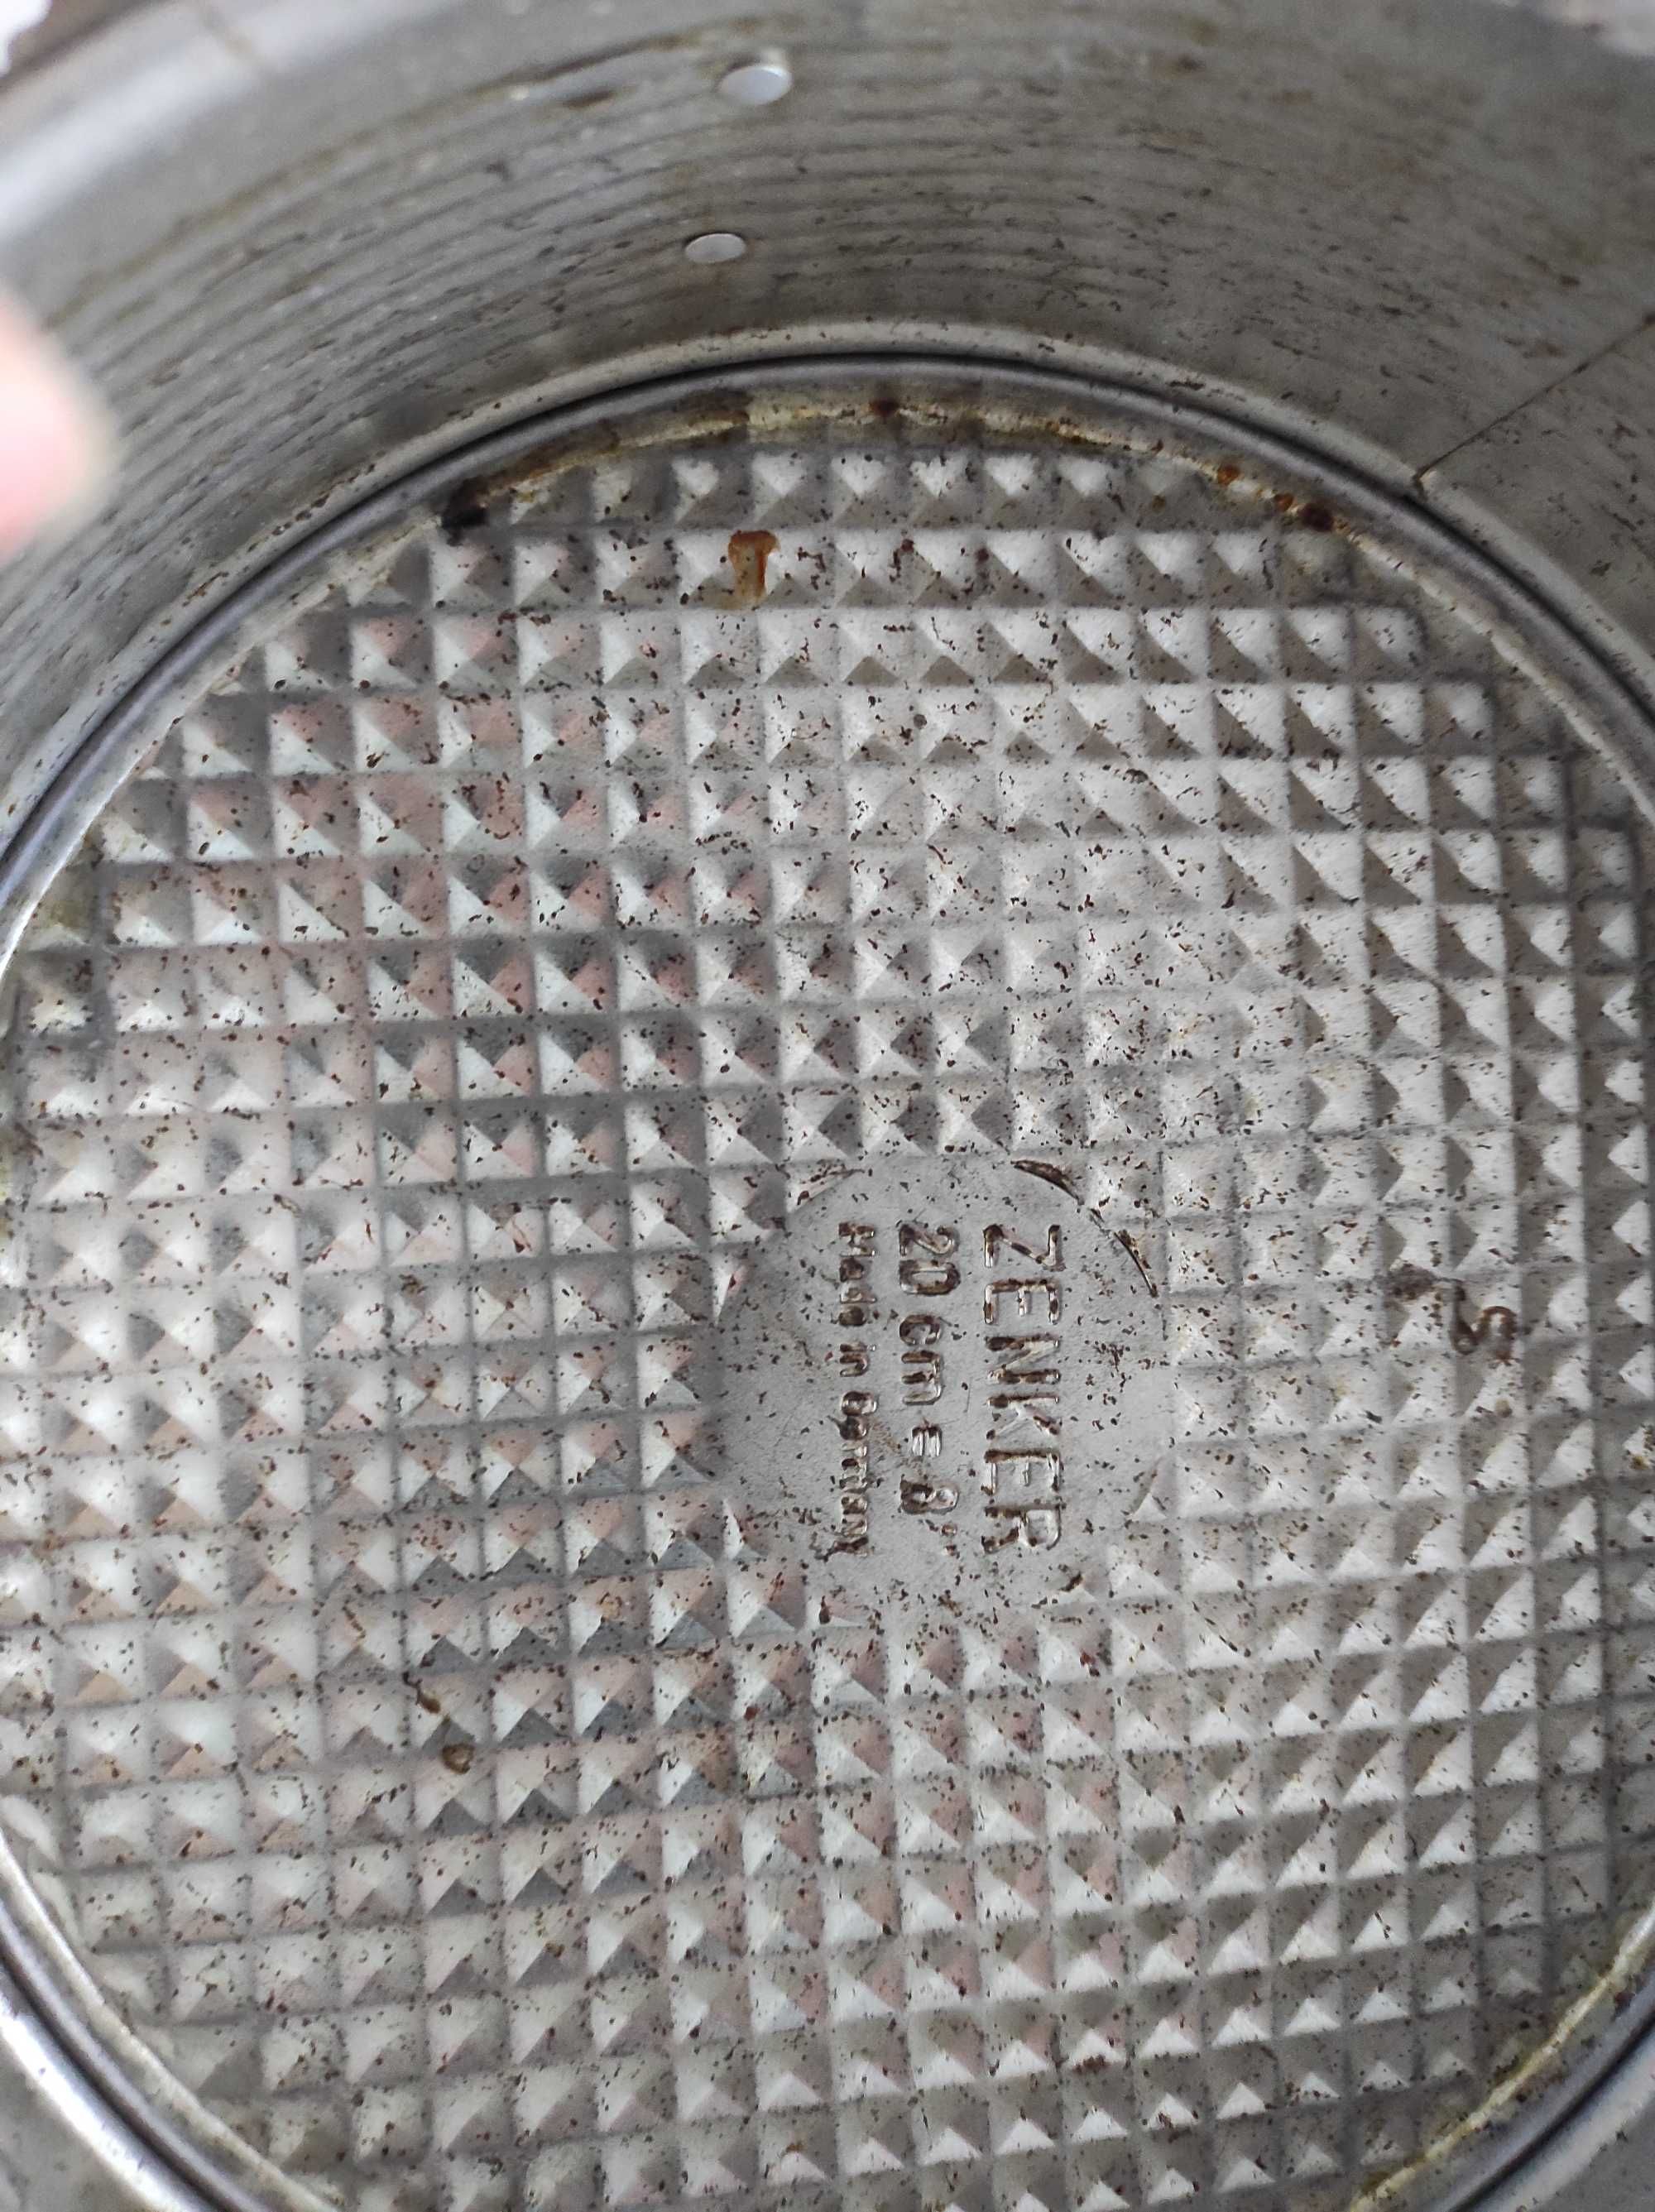 ZENKER
20 cm = 8"
Made in Germany